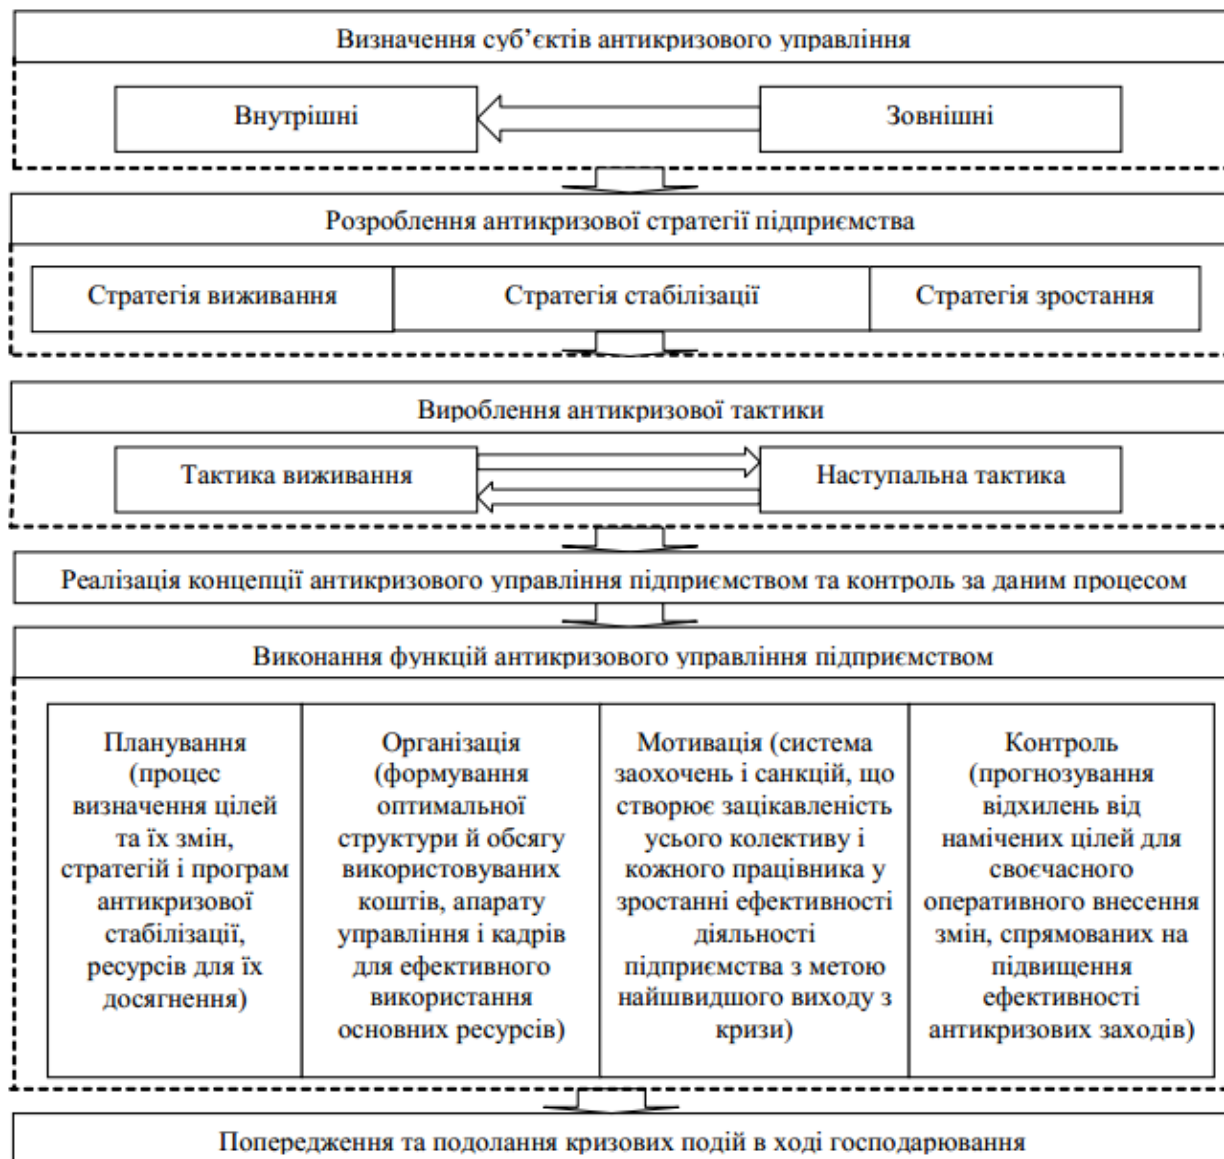 Визначення суб’єктів антикризового управління
Внутрішні
Зовнішні
Розроблення антикризової стратегії підприємства
Стратегія виживання
Стратегія стабілізації
Стратегія зростання
Вироблення антикризової тактики
Тактика виживання
Наступальна тактика
Реалізація концепції антикризового управління підприємством та контроль за даним процесом
Виконання функцій антикризового управління підприємством
Планування
(процес
визначення цілей
та їх змін,
стратегій і програм
антикризової
стабілізації,
ресурсів для їх
досягнення)
Організація
(формування
оптимальної
структури й обсягу
використовуваних
коштів, апарату
управління і кадрів
для ефективного
використання
основних ресурсів)
Мотивація (система
заохочень і санкцій, що
створює зацікавленість
усього колективу і
кожного працівника у
зростанні ефективності
діяльності
підприємства з метою
найшвидшого виходу з
кризи)
Контроль
(прогнозування
відхилень від
намічених цілей для
своєчасного
оперативного внесення
змін, спрямованих на
підвищення
ефективності
антикризових заходів)
Попередження та подолання кризових подій в ході господарювання